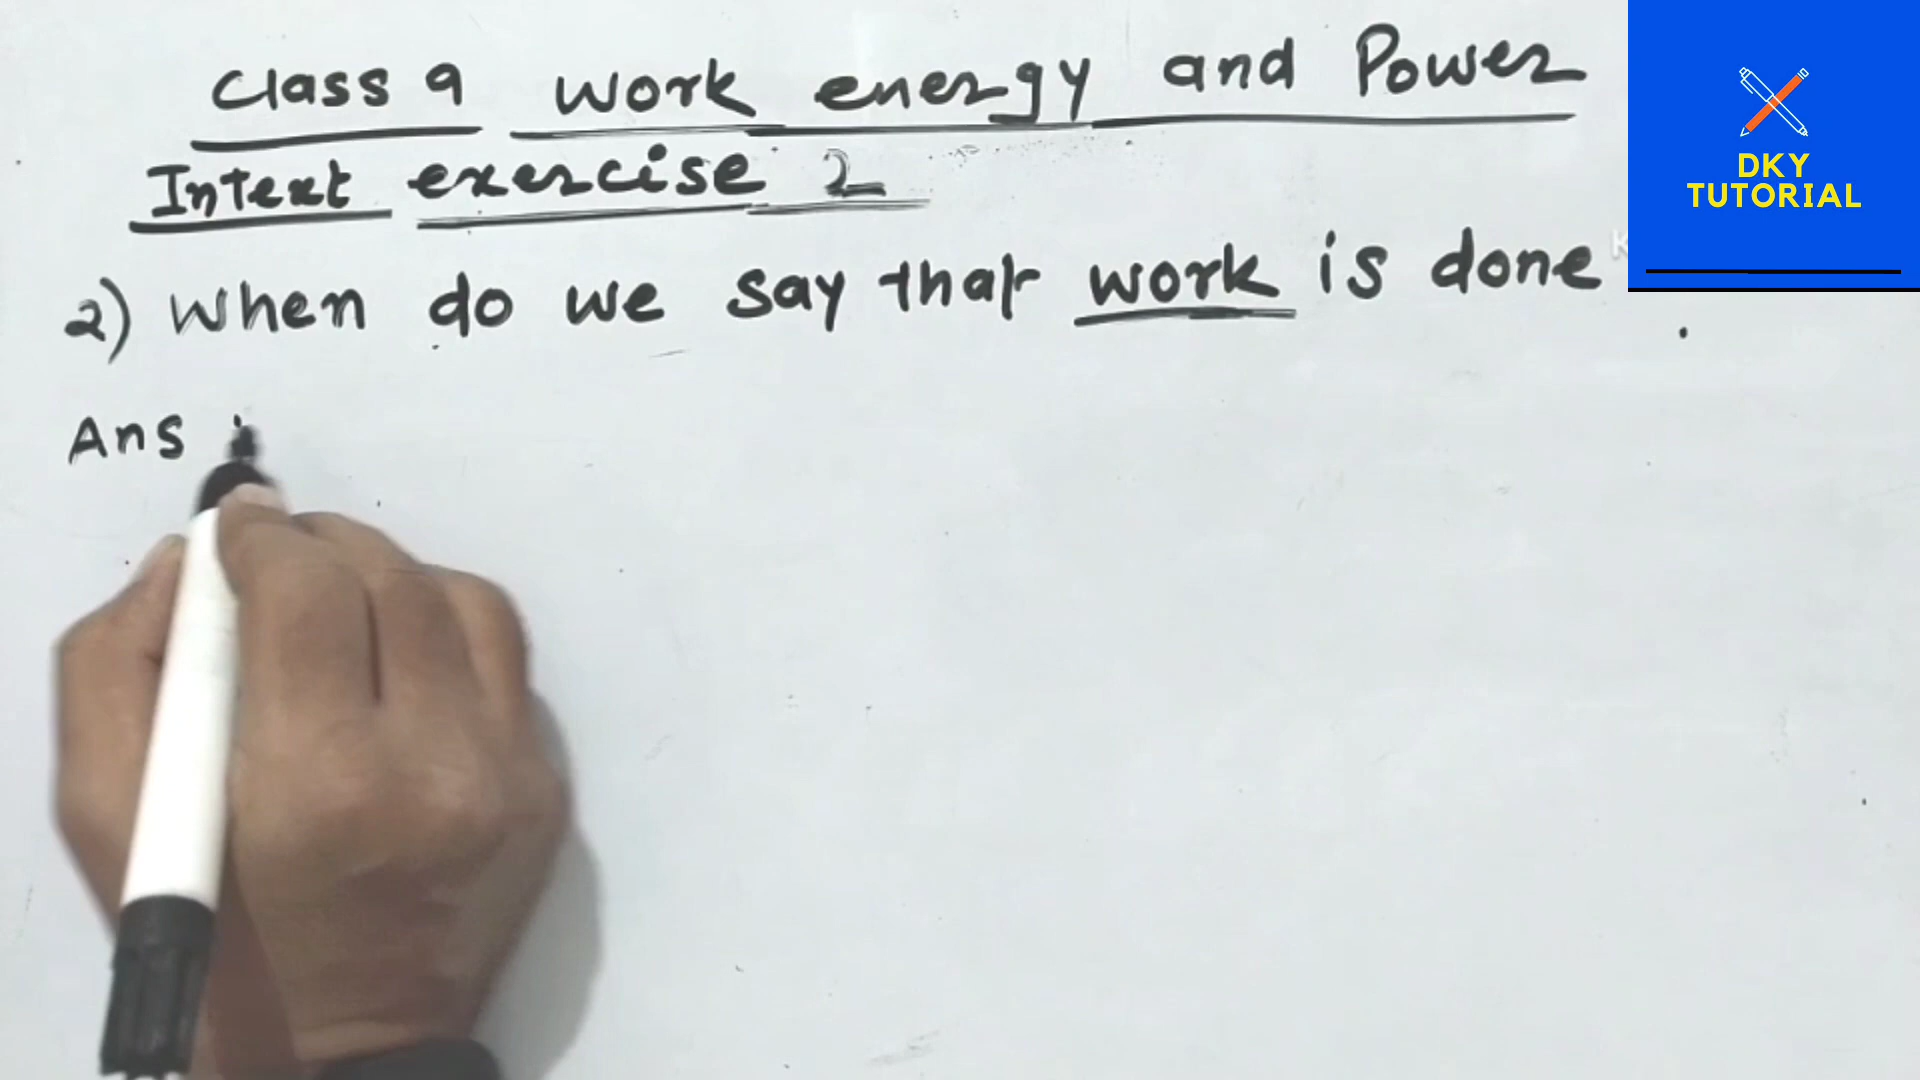 Class 9 work energy and Power
Intext exercise 2
2) When do we say that work is done
Ans :
DKY
TUTORIAL